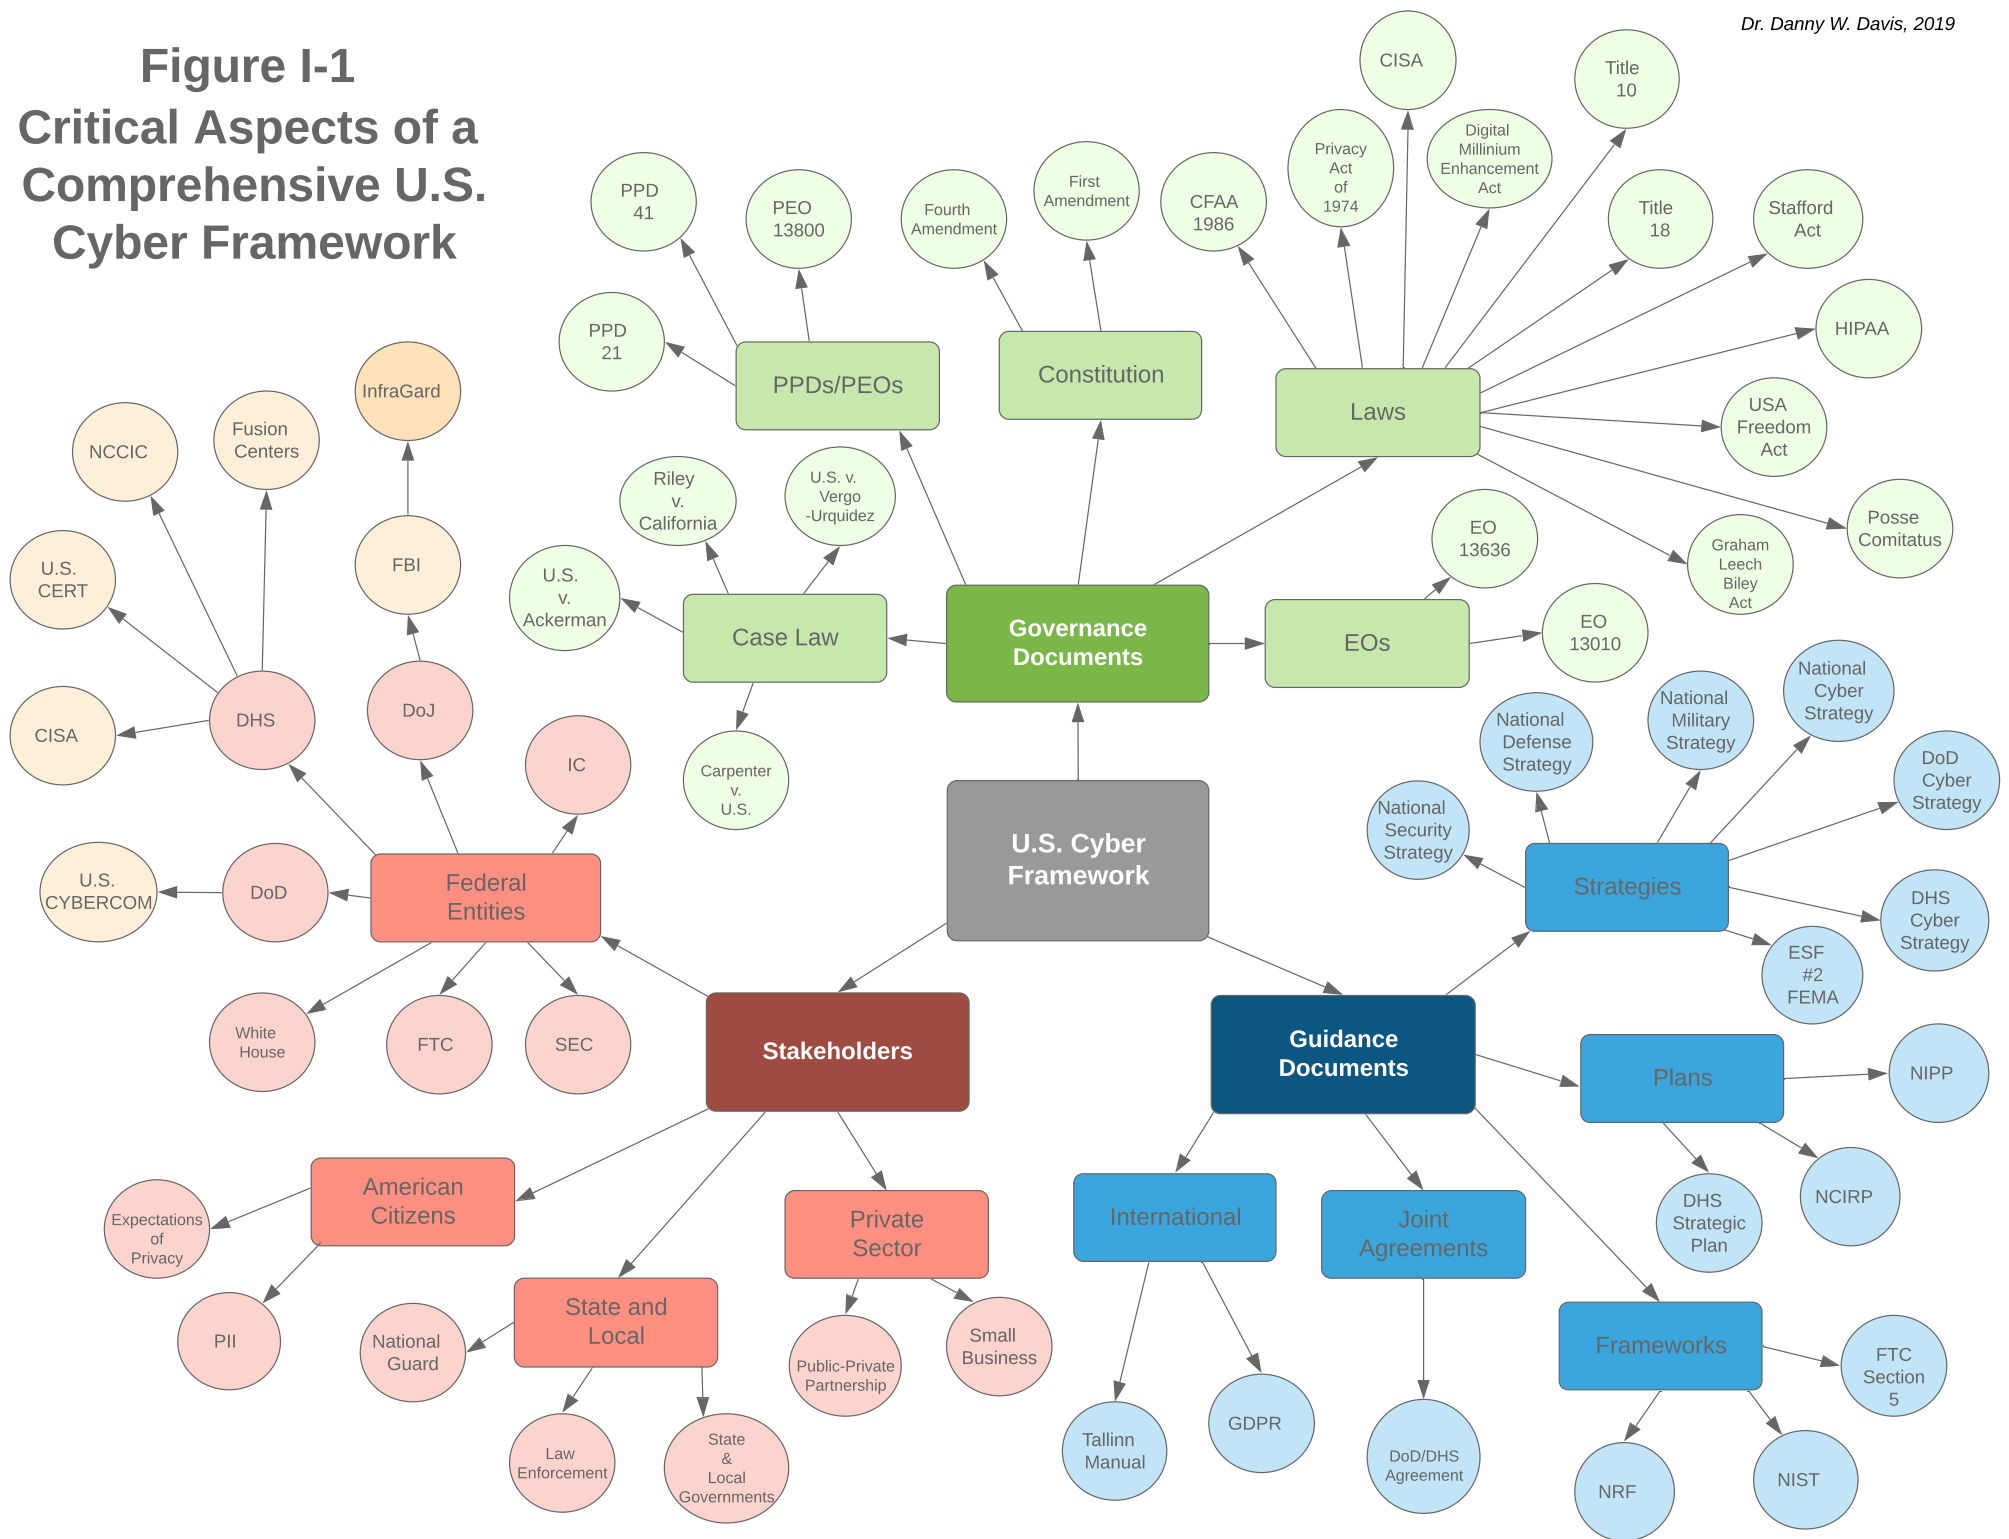 Dr. Danny W. Davis, 2019
Figure I-1
Critical Aspects of a
Comprehensive U.S.
Cyber Framework
CISA
Title
10
Privacy
Act
of
1974
Digital
Millinium
Enhancement
Act
PPD
41
PEO
13800
Fourth
Amendment
First
Amendment
CFAA
1986
Title
18
Stafford
Act
PPD
21
HIPAA
PPDs/PEOs
Constitution
Laws
USA
Freedom
Act
InfraGard
Fusion
Centers
NCCIC
Riley
v.
California
U.S. v.
Vergo
-Urquidez
EO
13636
Posse
Comitatus
Graham
Leech
Biley
Act
U.S.
CERT
FBI
U.S.
v.
Ackerman
Case Law
Governance
Documents
EOs
EO
13010
CISA
DHS
DoJ
IC
Carpenter
v.
U.S.
National
Defense
Strategy
National
Military
Strategy
National
Cyber
Strategy
DoD
Cyber
Strategy
National
Security
Strategy
U.S. Cyber
Framework
Strategies
U.S.
CYBERCOM
DoD
Federal
Entities
DHS
Cyber
Strategy
ESF
#2
FEMA
White
House
FTC
SEC
Stakeholders
Guidance
Documents
Plans
NIPP
American
Citizens
Expectations
of
Privacy
Private
Sector
International
Joint
Agreements
DHS
Strategic
Plan
NCIRP
PII
National
Guard
State and
Local
Public-Private
Partnership
Small
Business
Frameworks
FTC
Section
5
Law
Enforcement
State
&
Local
Governments
Tallinn
Manual
GDPR
DoD/DHS
Agreement
NRF
NIST